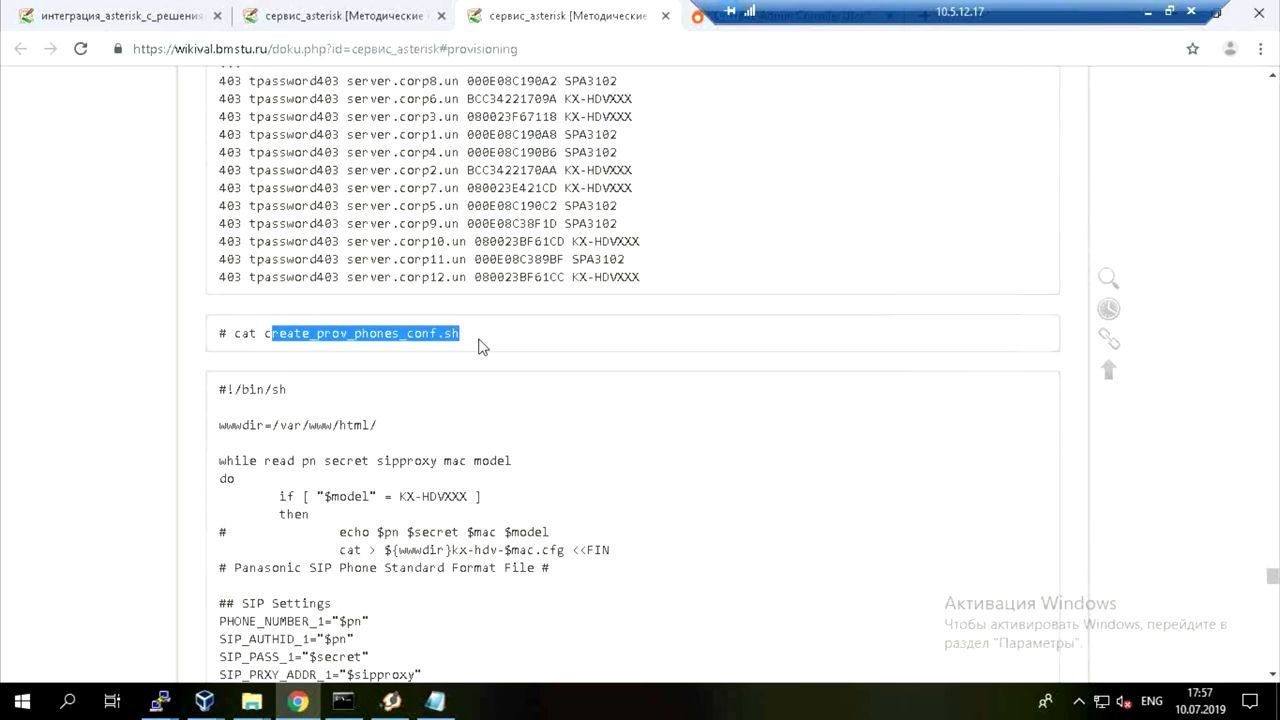 интеграция_asterisk_с_решения
сервис_asterisk [Методические
сервис_asterisk [Методические
10.5.12.17
https://wikival.bmstu.ru/doku.php?id=сервис_asterisk#provisioning
403 tpassword403 server.corp8.un 000E08C190A2 SPA3102
403 tpassword403 server.corp6.un BCC34221709A KX-HDVXXX
403 tpassword403 server.corp3.un 080023F67118 KX-HDVXXX
403 tpassword403 server.corp1.un 000E08C190A8 SPA3102
403 tpassword403 server.corp4.un 000E08C190B6 SPA3102
403 tpassword403 server.corp2.un BCC3422170AA KX-HDVXXX
403 tpassword403 server.corp7.un 080023E421CD KX-HDVXXX
403 tpassword403 server.corp5.un 000E08C190C2 SPA3102
403 tpassword403 server.corp9.un 000E08C38F1D SPA3102
403 tpassword403 server.corp10.un 080023BF61CD KX-HDVXXX
403 tpassword403 server.corp11.un 000E08C389BF SPA3102
403 tpassword403 server.corp12.un 080023BF61CC KX-HDVXXX
# cat create_prov_phones_conf.sh
#!/bin/sh
wwwdir=/var/www/html/
while read pn secret sipproxy mac model
do
if [ "$model" = KX-HDVXXX ]
then
# echo $pn $secret $mac $model
cat > ${wwwdir}kx-hdv-$mac.cfg <<FIN
# Panasonic SIP Phone Standard Format File #
## SIP Settings
PHONE_NUMBER_1="$pn"
SIP_AUTHID_1="$pn"
SIP_PASS_1="$secret"
SIP_PRXY_ADDR_1="$sipproxy"
Активация Windows
Чтобы активировать Windows, перейдите в
раздел "Параметры".
ENG
17:57
10.07.2019